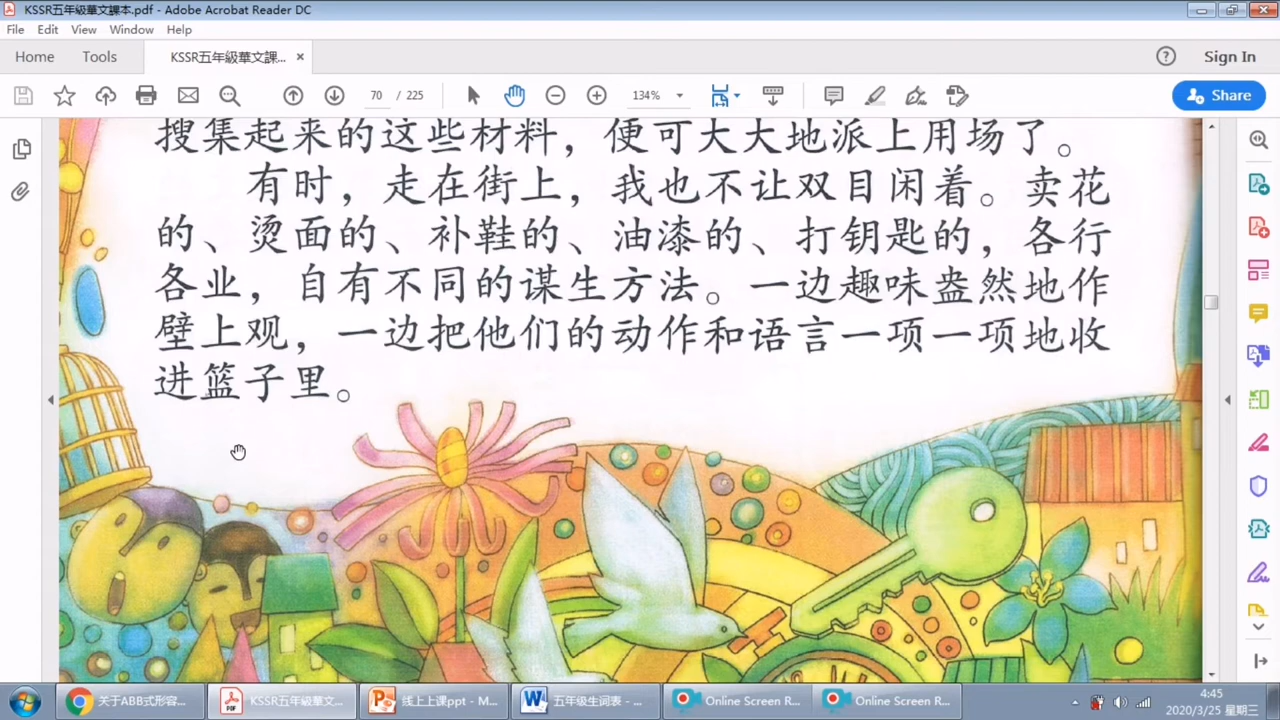 KSSR五年級華文課本.pdf - Adobe Acrobat Reader DC
File Edit View Window Help
Home Tools KSSR五年級華文課... × Sign In
70 / 225 134% Share
搜集起来的这些材料，便可大大地派上用场了。
有时，走在街上，我也不让双目闲着。卖花
的、烫面的、补鞋的、油漆的、打钥匙的，各行
各业，自有不同的谋生方法。一边趣味盎然地作
壁上观，一边把他们的动作和语言一项一项地收
进篮子里。
关于ABB式形容... KSSR五年級華文... 线上上课ppt - M... 五年级生词表 - ... Online Screen R... Online Screen R... 4:45
2020/3/25 星期三